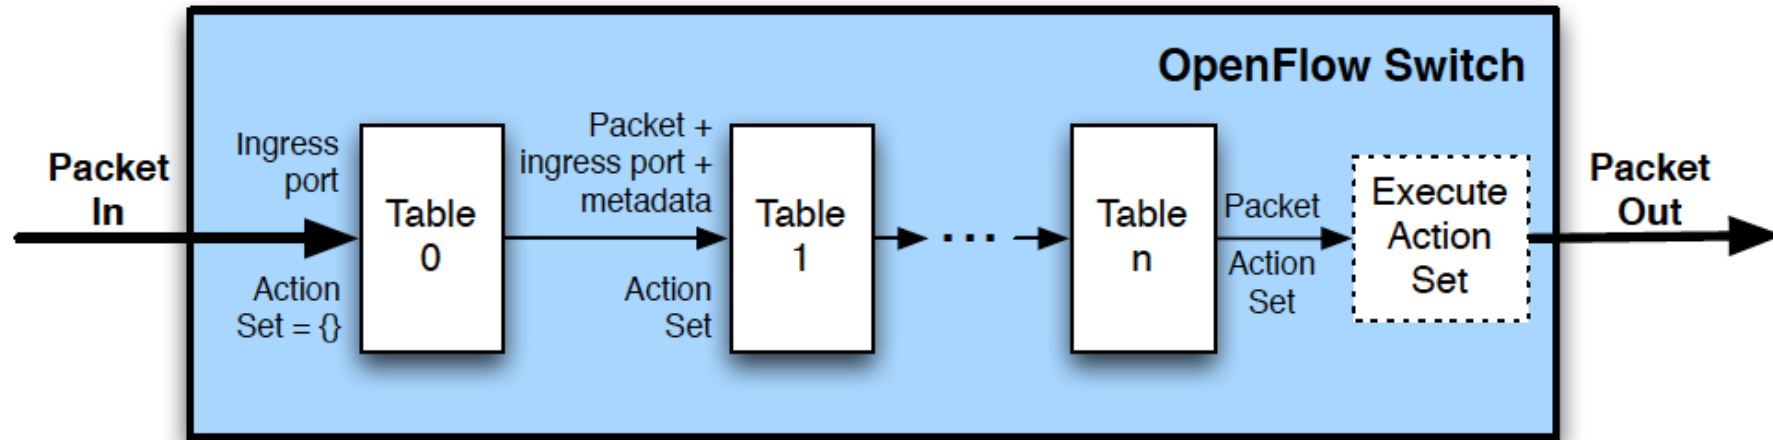 OpenFlow Switch
Packet
In
Ingress
port
Action
Set = {}
Table
0
Packet +
ingress port +
metadata
Action
Set
Table
1
...
Table
n
Packet
Action
Set
Execute
Action
Set
Packet
Out